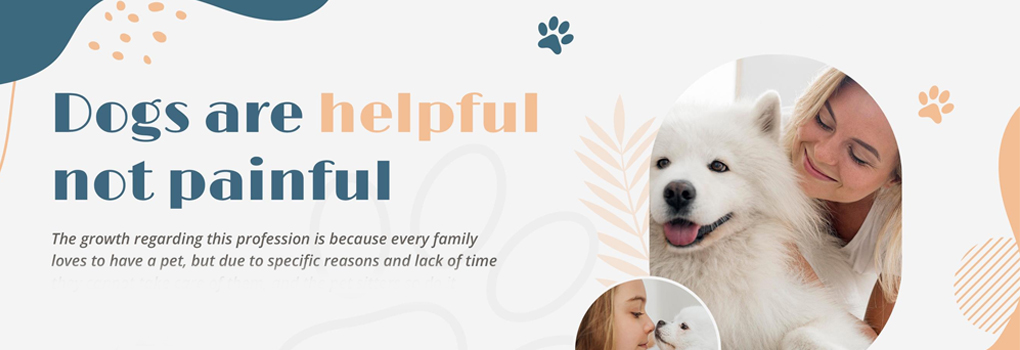 Dogs are helpful
not painful
The growth regarding this profession is because every family
loves to have a pet, but due to specific reasons and lack of time